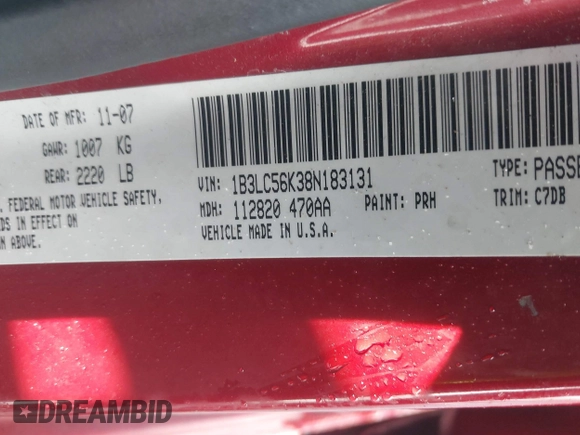 DATE OF MFR: 11-07
GAWR: 1007 KG
REAR: 2220 LB
FEDERAL MOTOR VEHICLE SAFETY,
DS IN EFFECT ON
N ABOVE.
VIN: 1B3LC56K38N183131
TYPE: PASSE
MDH: 112820 470AA
PAINT: PRH
TRIM: C7DB
VEHICLE MADE IN U.S.A.
DREAMBID